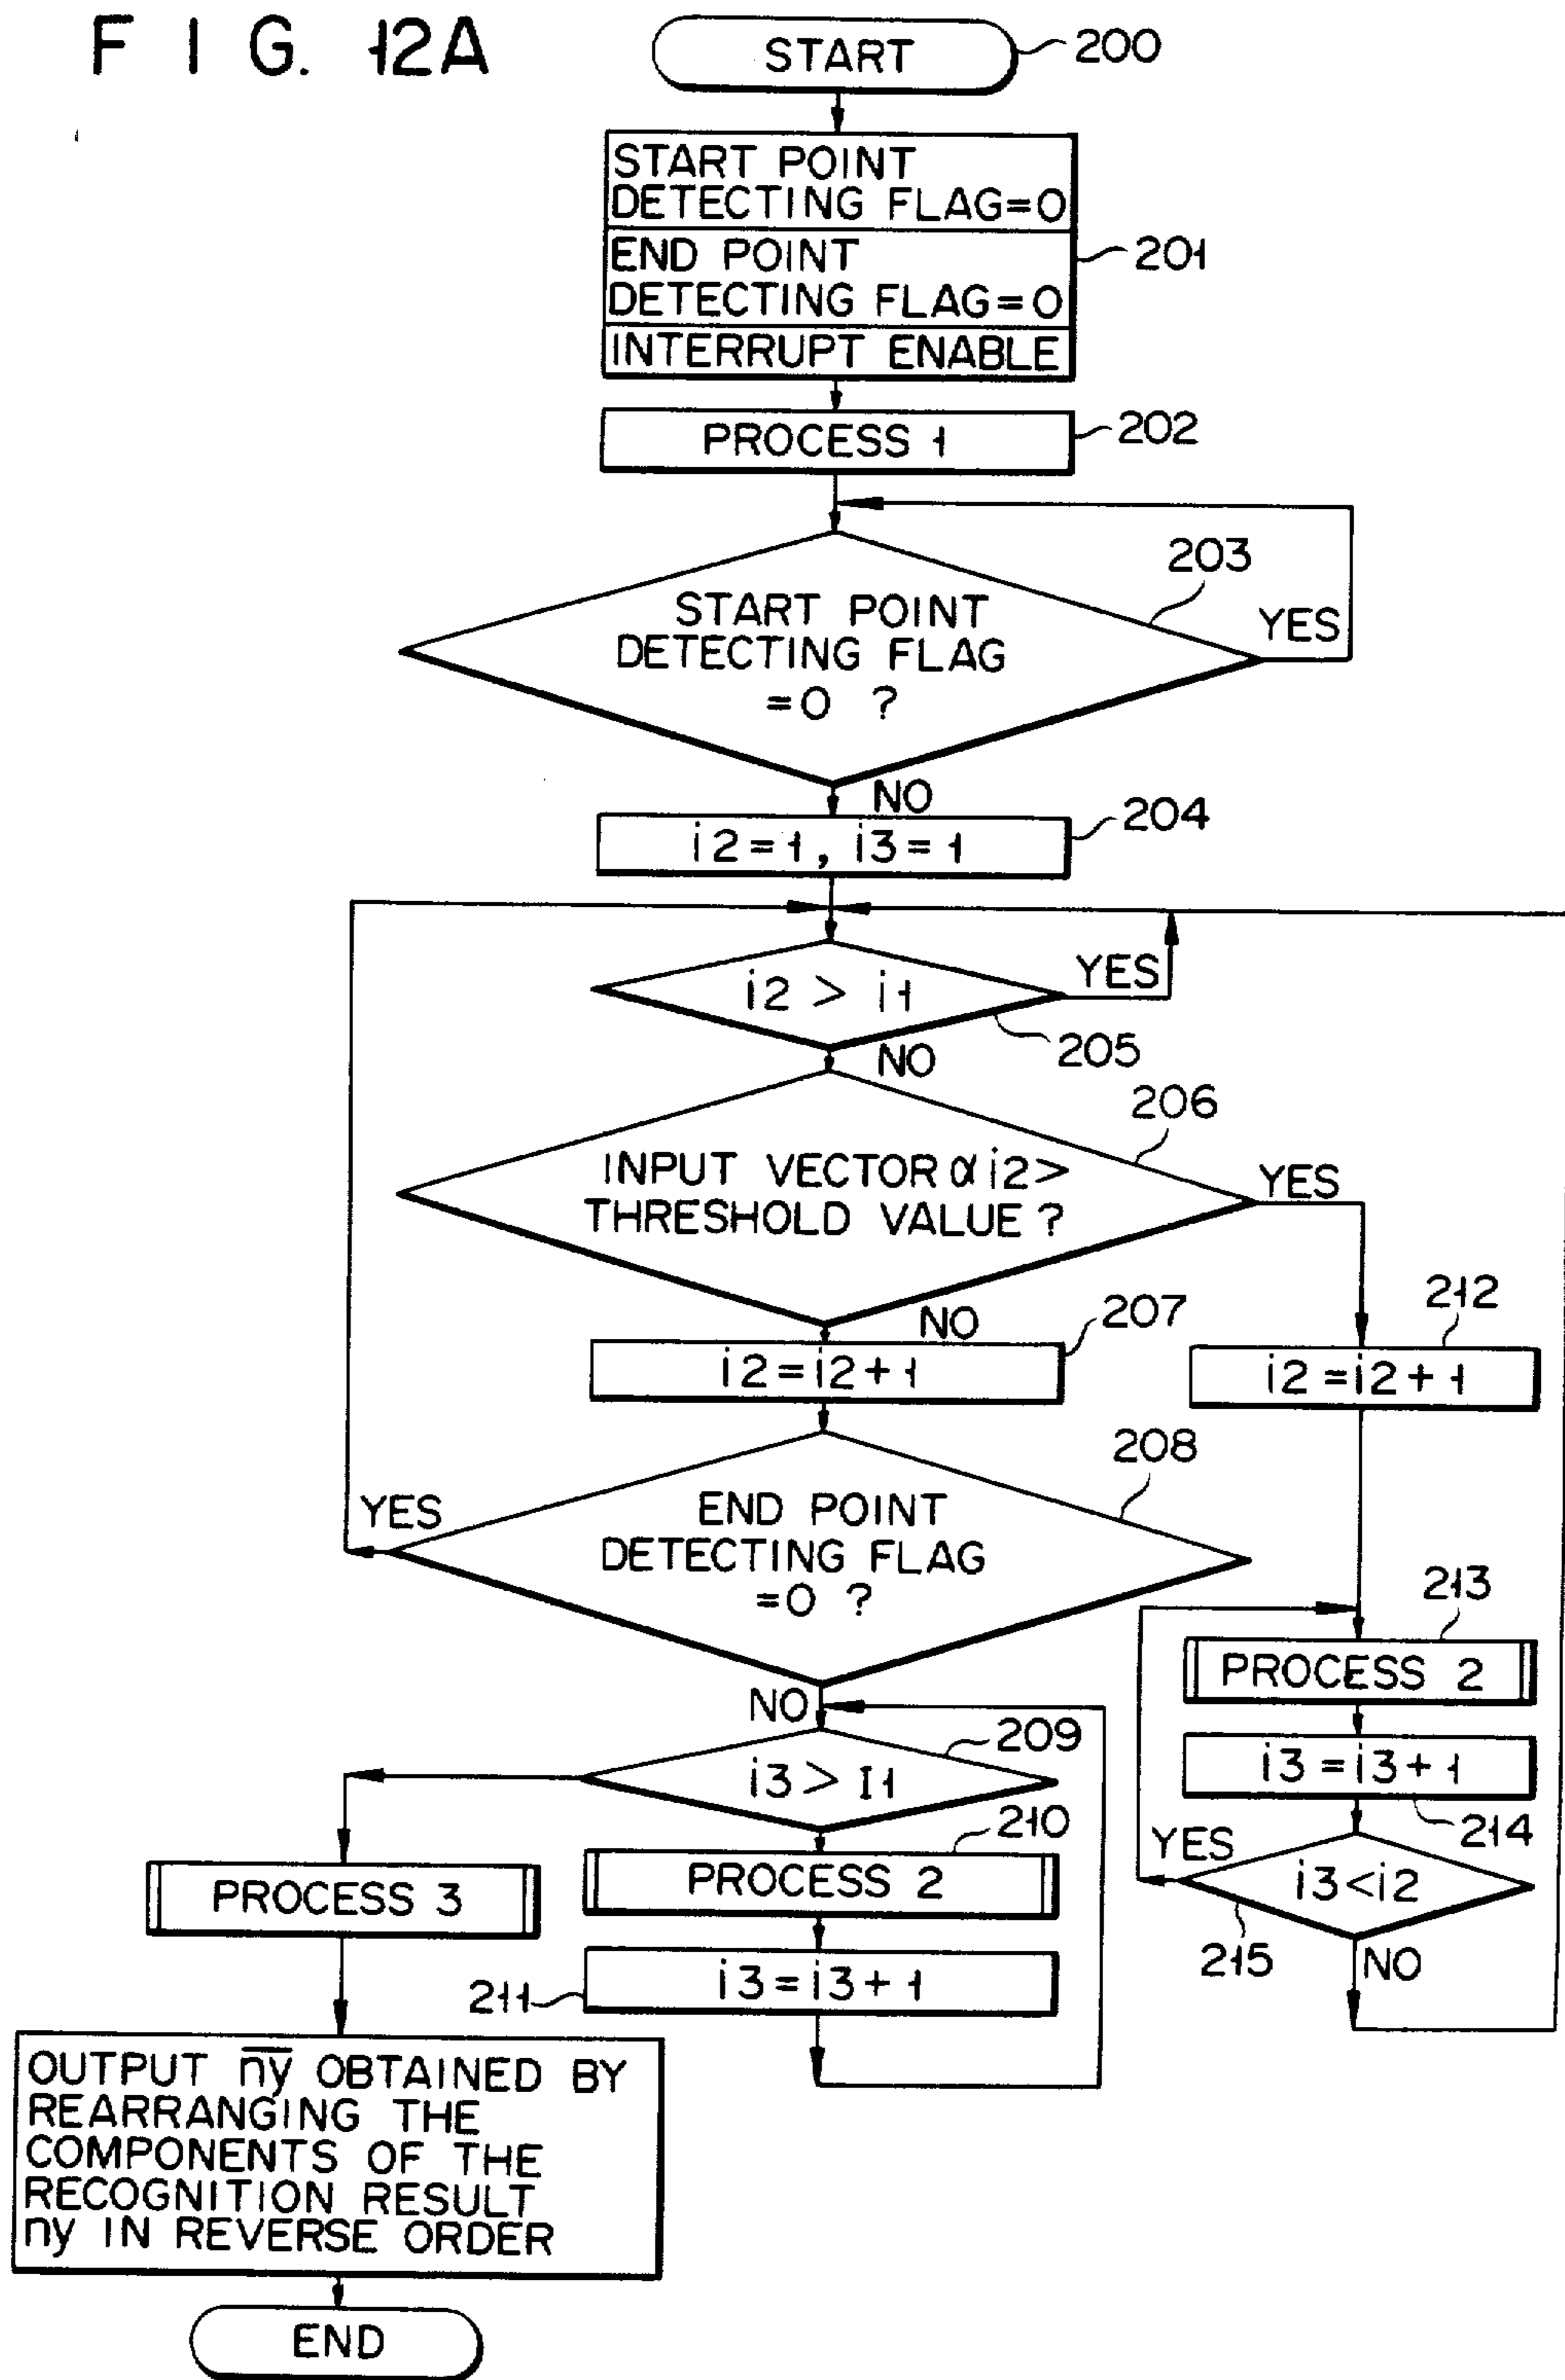 FIG. 12A
START
200
START POINT
DETECTING FLAG=0
END POINT
DETECTING FLAG=0
INTERRUPT ENABLE
201
PROCESS 1
202
203
START POINT
DETECTING FLAG
=0 ?
YES
NO
204
i2=1, i3=1
i2 > i1
YES
205
NO
206
INPUT VECTOR αi2>
THRESHOLD VALUE?
YES
NO
207
i2=i2+1
212
i2=i2+1
208
END POINT
DETECTING FLAG
=0 ?
YES
NO
213
PROCESS 2
209
i3 > I1
i3=i3+1
214
210
PROCESS 2
YES
i3<i2
215
NO
PROCESS 3
211
i3=i3+1
OUTPUT n̅y̅ OBTAINED BY
REARRANGING THE
COMPONENTS OF THE
RECOGNITION RESULT
ny IN REVERSE ORDER
END